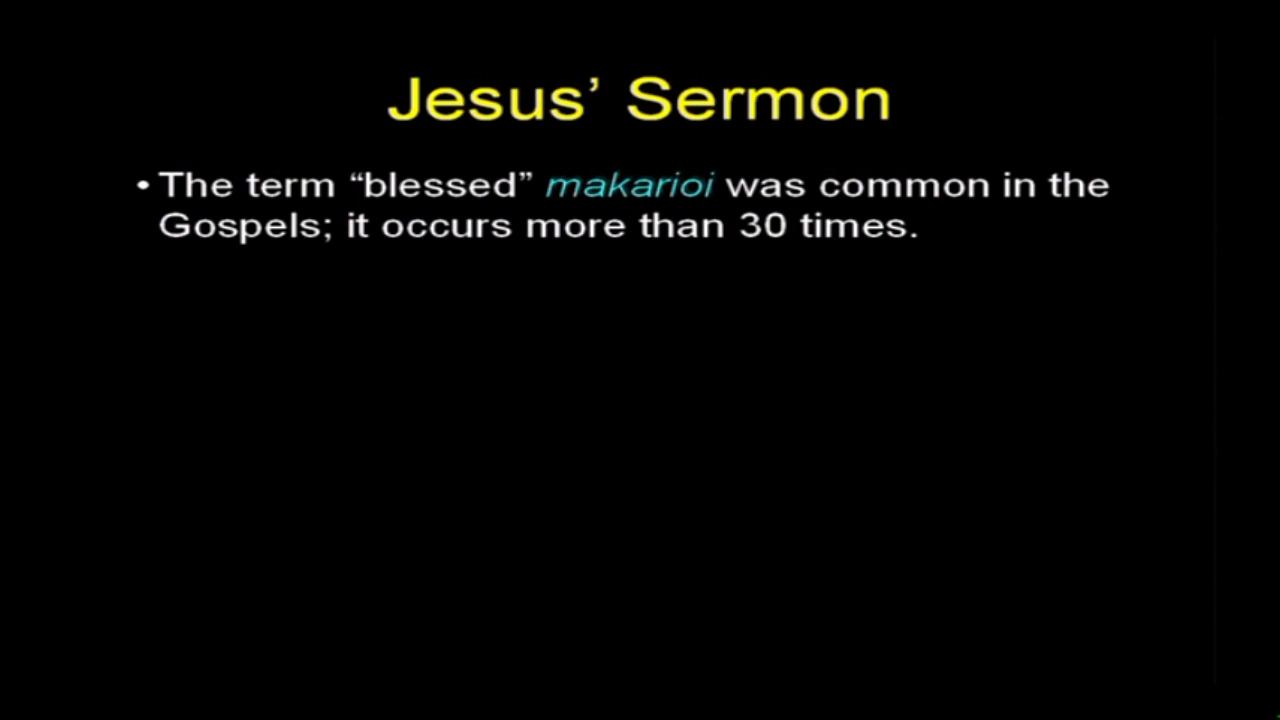 Jesus’ Sermon
• The term “blessed” makarioi was common in the
Gospels; it occurs more than 30 times.